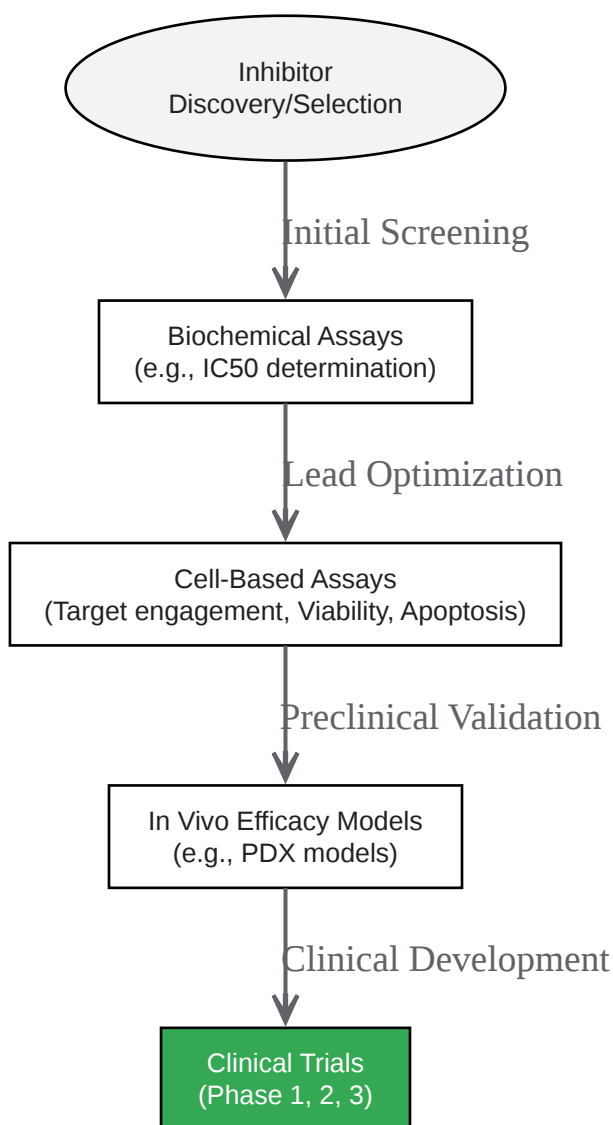 Inhibitor
Discovery/Selection
Initial Screening
Biochemical Assays
(e.g., IC50 determination)
Lead Optimization
Cell-Based Assays
(Target engagement, Viability, Apoptosis)
Preclinical Validation
In Vivo Efficacy Models
(e.g., PDX models)
Clinical Development
Clinical Trials
(Phase 1, 2, 3)